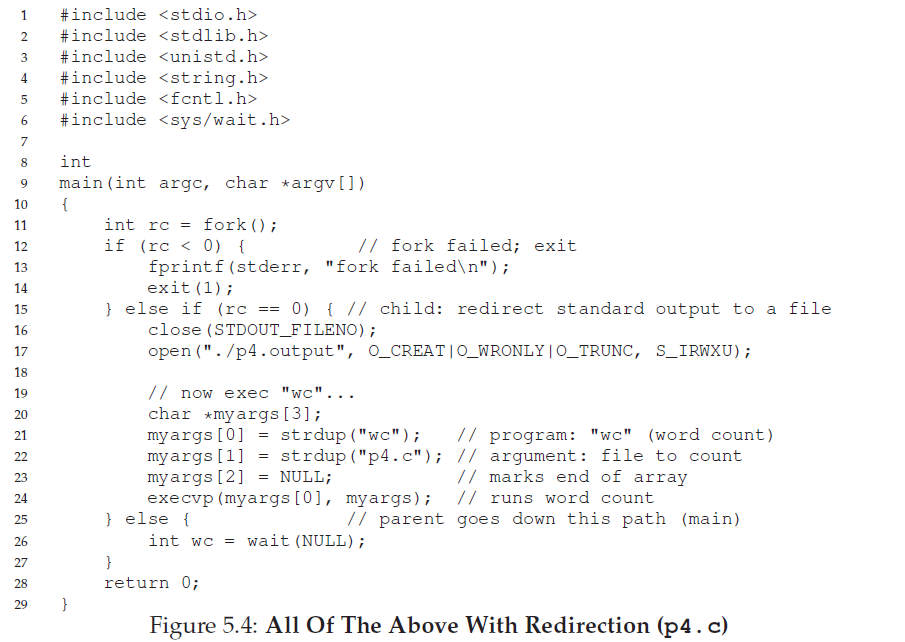 1 #include <stdio.h>
2 #include <stdlib.h>
3 #include <unistd.h>
4 #include <string.h>
5 #include <fcntl.h>
6 #include <sys/wait.h>
7
8 int
9 main(int argc, char *argv[])
10 {
11     int rc = fork();
12     if (rc < 0) {          // fork failed; exit
13         fprintf(stderr, "fork failed\n");
14         exit(1);
15     } else if (rc == 0) { // child: redirect standard output to a file
16         close(STDOUT_FILENO);
17         open("./p4.output", O_CREAT|O_WRONLY|O_TRUNC, S_IRWXU);
18
19         // now exec "wc"...
20         char *myargs[3];
21         myargs[0] = strdup("wc");   // program: "wc" (word count)
22         myargs[1] = strdup("p4.c"); // argument: file to count
23         myargs[2] = NULL;           // marks end of array
24         execvp(myargs[0], myargs);  // runs word count
25     } else {              // parent goes down this path (main)
26         int wc = wait(NULL);
27     }
28     return 0;
29 }
Figure 5.4: All Of The Above With Redirection (p4.c)